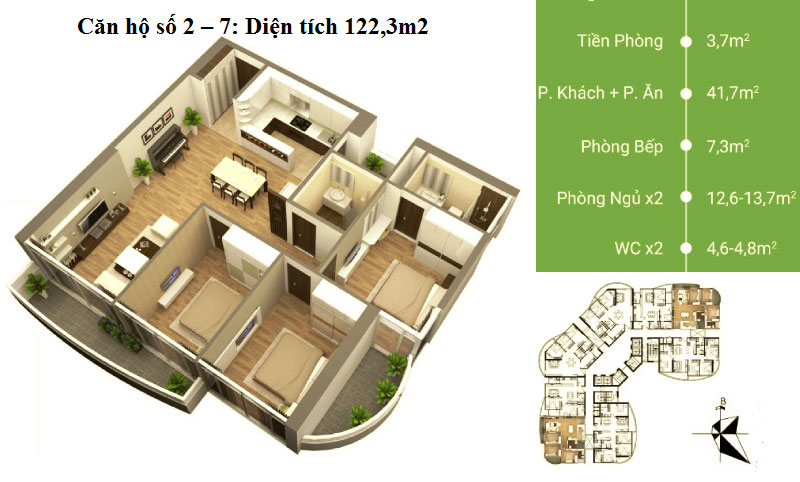 Căn hộ số 2 – 7: Diện tích 122,3m2
Tiền Phòng 3,7m²
P. Khách + P. Ăn 41,7m²
Phòng Bếp 7,3m²
Phòng Ngủ x2 12,6-13,7m²
WC x2 4,6-4,8m²
B